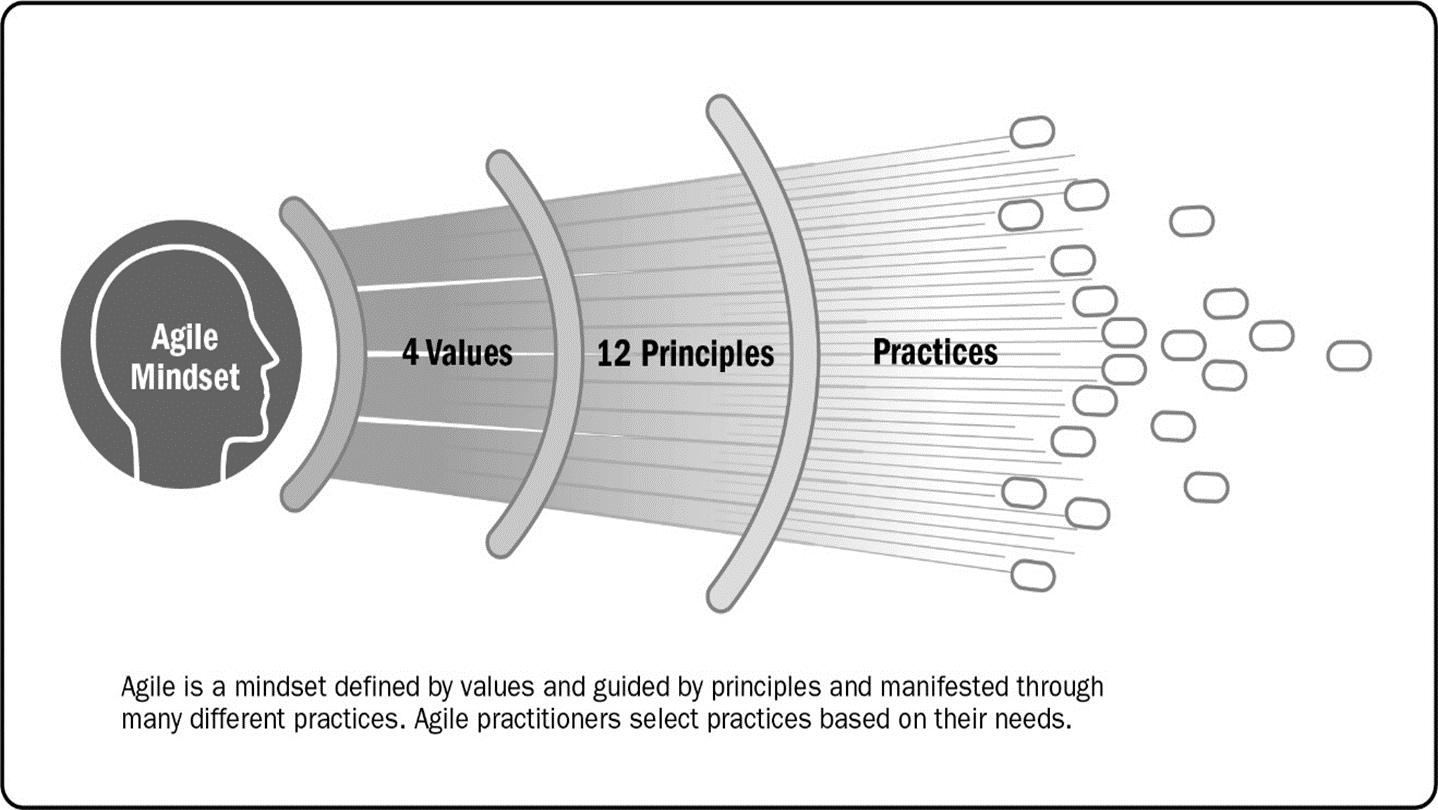 Agile
Mindset
4 Values
12 Principles
Practices
Agile is a mindset defined by values and guided by principles and manifested through
many different practices. Agile practitioners select practices based on their needs.